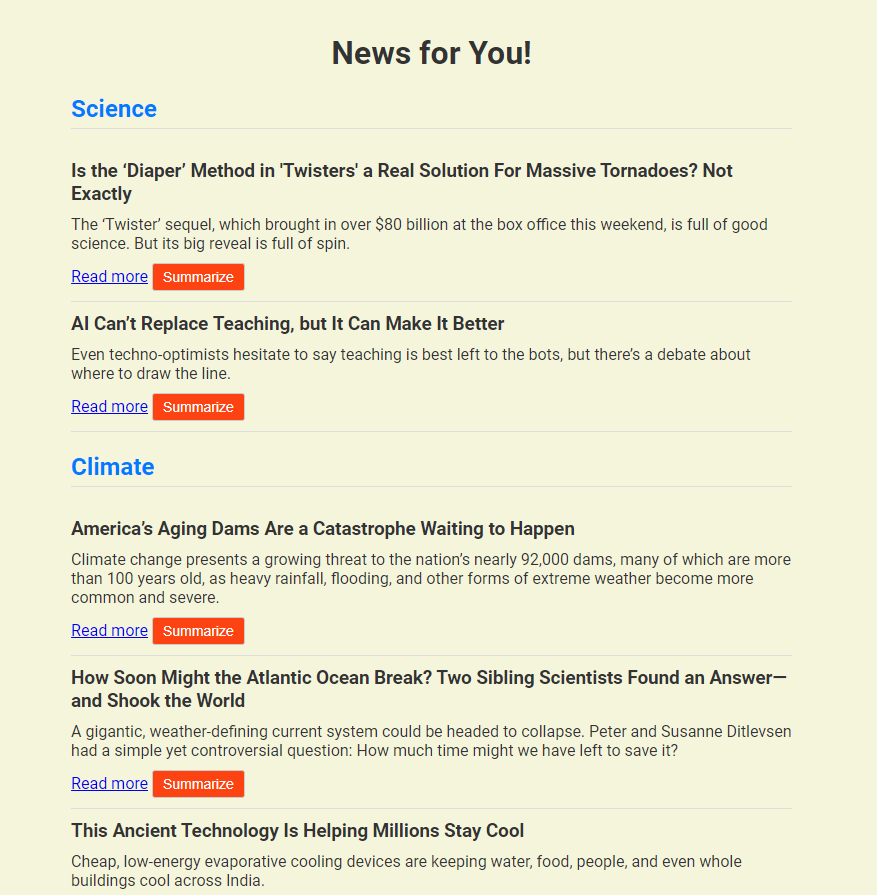 News for You!
Science
Is the ‘Diaper’ Method in 'Twisters' a Real Solution For Massive Tornadoes? Not
Exactly
The ‘Twister’ sequel, which brought in over $80 billion at the box office this weekend, is full of good
science. But its big reveal is full of spin.
Read more Summarize
AI Can’t Replace Teaching, but It Can Make It Better
Even techno-optimists hesitate to say teaching is best left to the bots, but there’s a debate about
where to draw the line.
Read more Summarize
Climate
America’s Aging Dams Are a Catastrophe Waiting to Happen
Climate change presents a growing threat to the nation’s nearly 92,000 dams, many of which are more
than 100 years old, as heavy rainfall, flooding, and other forms of extreme weather become more
common and severe.
Read more Summarize
How Soon Might the Atlantic Ocean Break? Two Sibling Scientists Found an Answer—
and Shook the World
A gigantic, weather-defining current system could be headed to collapse. Peter and Susanne Ditlevsen
had a simple yet controversial question: How much time might we have left to save it?
Read more Summarize
This Ancient Technology Is Helping Millions Stay Cool
Cheap, low-energy evaporative cooling devices are keeping water, food, people, and even whole
buildings cool across India.